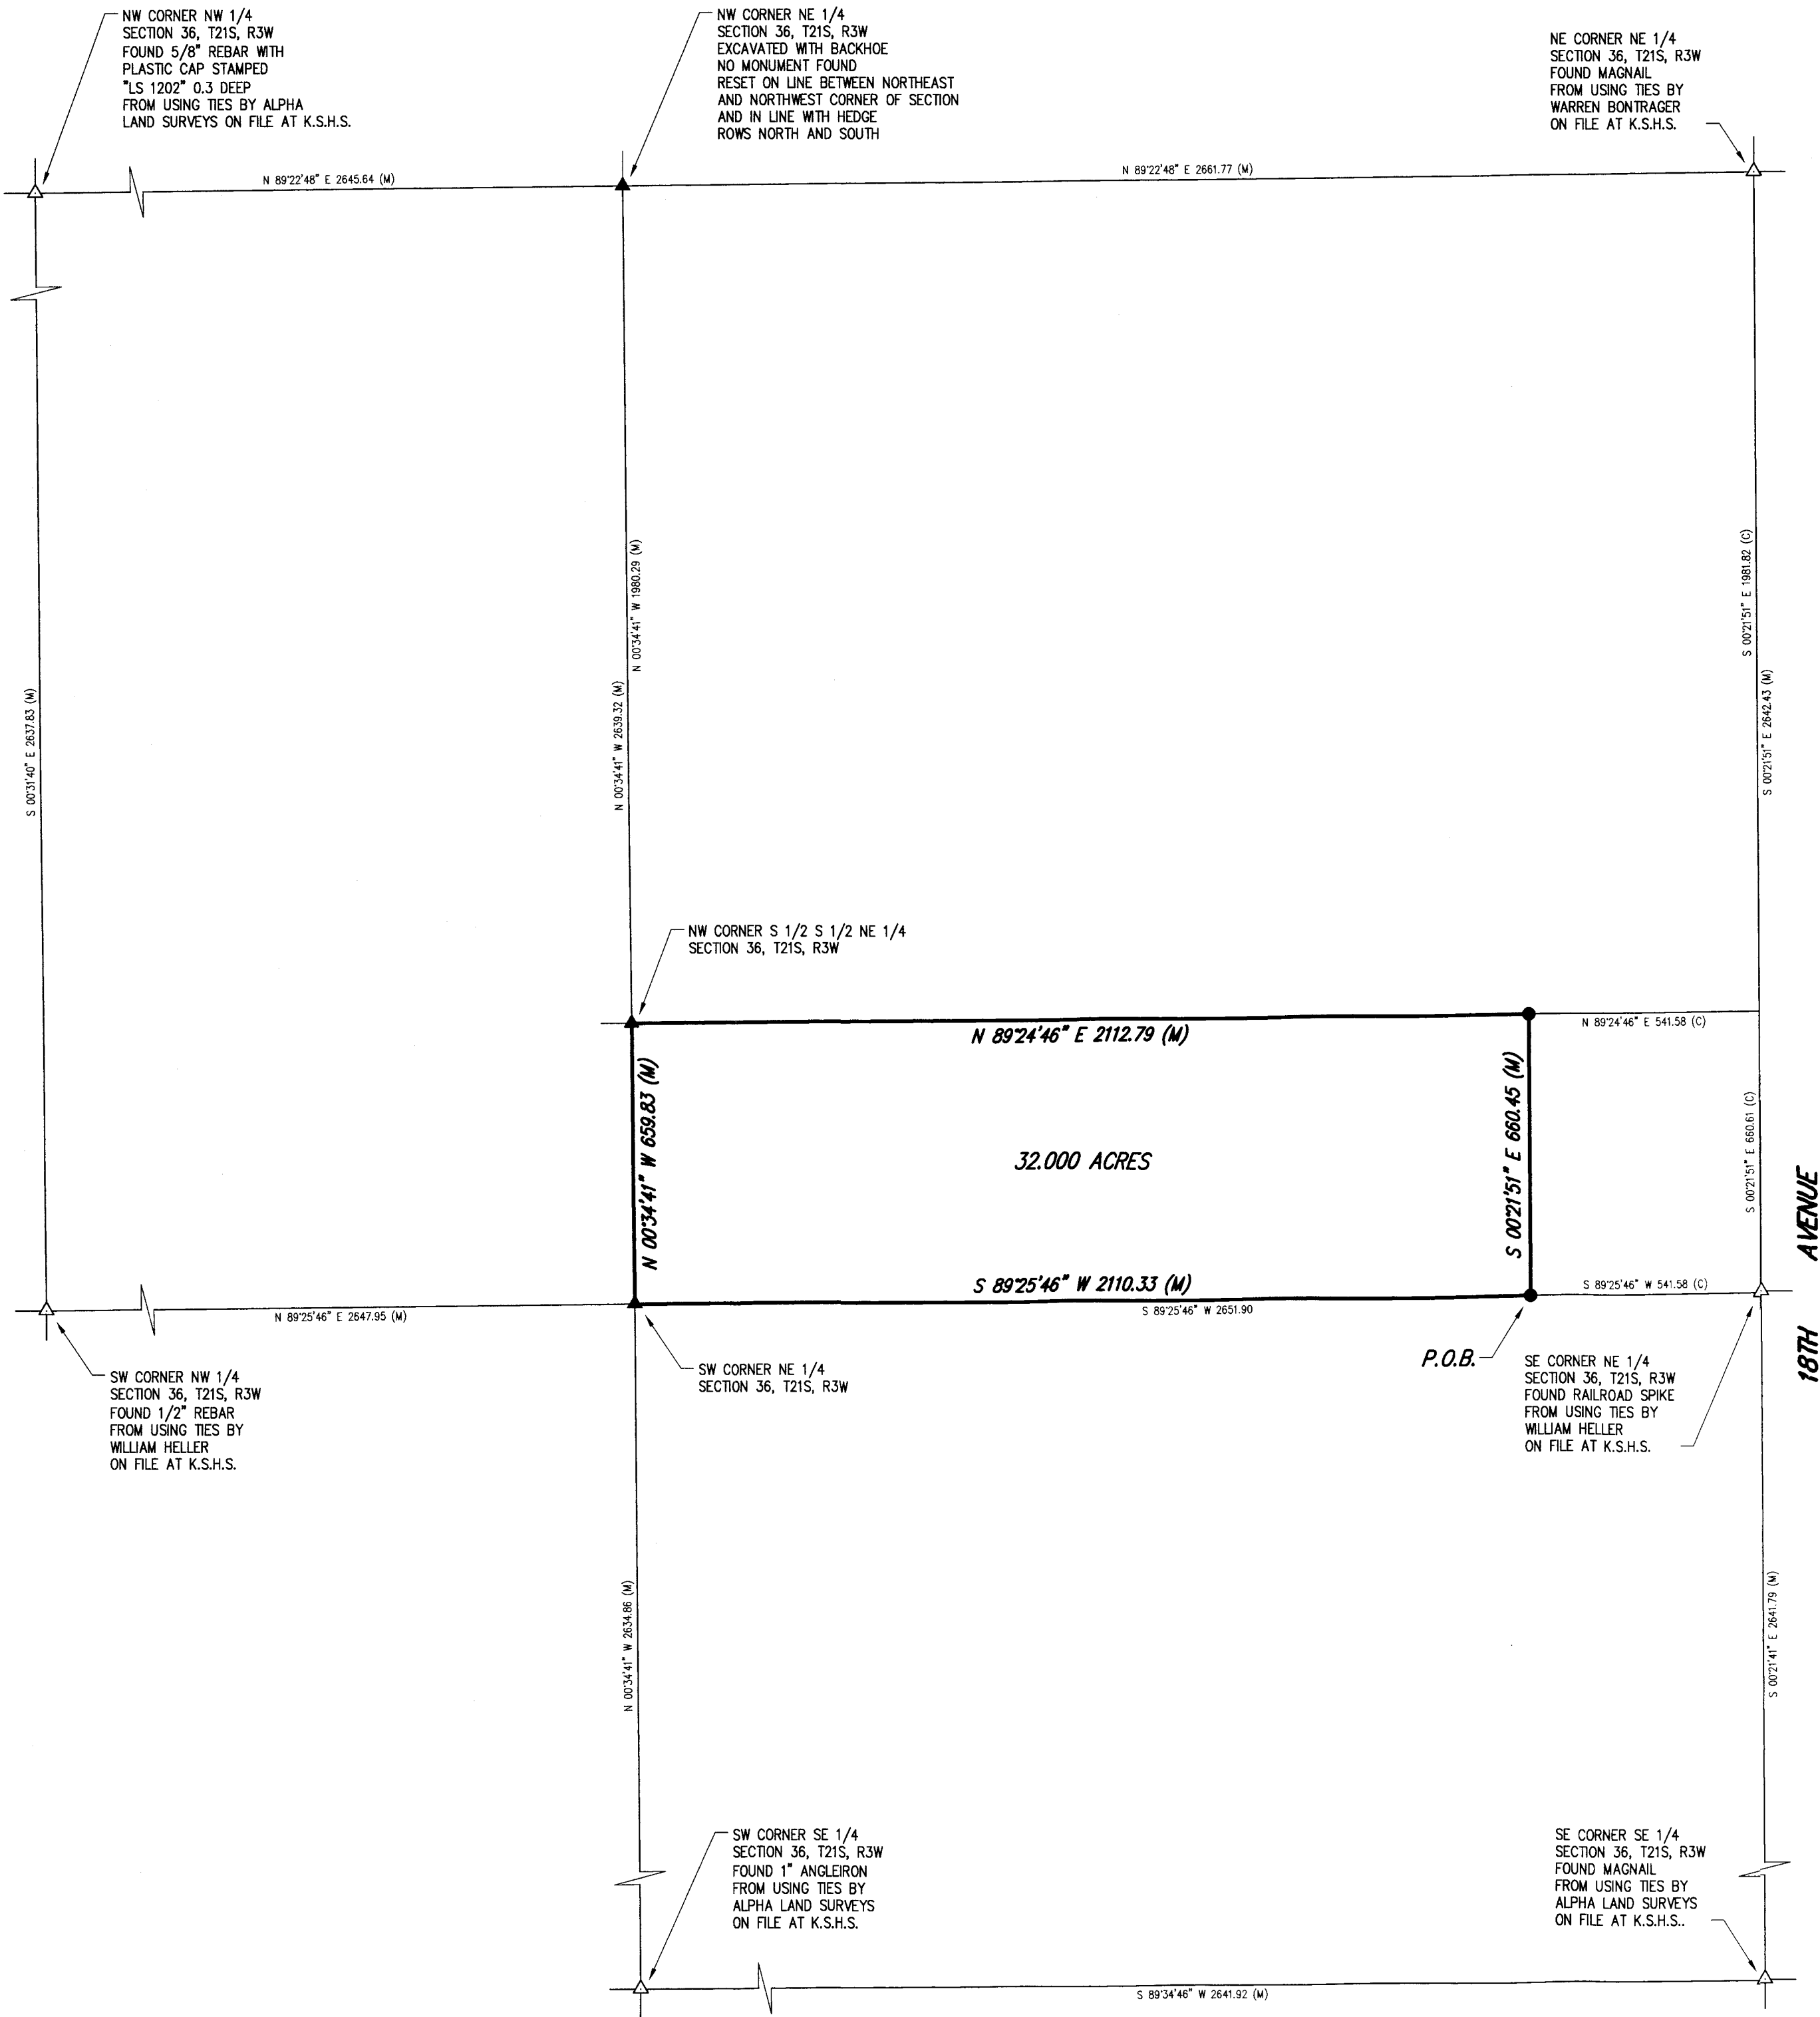 NW CORNER NW 1/4
SECTION 36, T21S, R3W
FOUND 5/8" REBAR WITH
PLASTIC CAP STAMPED
"LS 1202" 0.3 DEEP
FROM USING TIES BY ALPHA
LAND SURVEYS ON FILE AT K.S.H.S.
NW CORNER NE 1/4
SECTION 36, T21S, R3W
EXCAVATED WITH BACKHOE
NO MONUMENT FOUND
RESET ON LINE BETWEEN NORTHEAST
AND NORTHWEST CORNER OF SECTION
AND IN LINE WITH HEDGE
ROWS NORTH AND SOUTH
NE CORNER NE 1/4
SECTION 36, T21S, R3W
FOUND MAGNAIL
FROM USING TIES BY
WARREN BONTRAGER
ON FILE AT K.S.H.S.
N 89°22'48" E 2645.64 (M)
N 89°22'48" E 2661.77 (M)
S 00°31'40" E 2637.83 (M)
N 00°34'41" W 1980.29 (M)
N 00°34'41" W 2639.32 (M)
S 00°21'51" E 1981.82 (C)
S 00°21'51" E 2642.43 (M)
NW CORNER S 1/2 S 1/2 NE 1/4
SECTION 36, T21S, R3W
N 89°24'46" E 2112.79 (M)
N 89°24'46" E 541.58 (C)
N 00°34'41" W 659.83 (M)
32.000 ACRES
S 00°21'51" E 660.45 (M)
S 00°21'51" E 660.61 (C)
S 89°25'46" W 2110.33 (M)
S 89°25'46" W 541.58 (C)
N 89°25'46" E 2647.95 (M)
S 89°25'46" W 2651.90
18TH AVENUE
SW CORNER NW 1/4
SECTION 36, T21S, R3W
FOUND 1/2" REBAR
FROM USING TIES BY
WILLIAM HELLER
ON FILE AT K.S.H.S.
SW CORNER NE 1/4
SECTION 36, T21S, R3W
P.O.B.
SE CORNER NE 1/4
SECTION 36, T21S, R3W
FOUND RAILROAD SPIKE
FROM USING TIES BY
WILLIAM HELLER
ON FILE AT K.S.H.S.
N 00°34'41" W 2634.86 (M)
S 00°21'41" E 2641.79 (M)
SW CORNER SE 1/4
SECTION 36, T21S, R3W
FOUND 1" ANGLEIRON
FROM USING TIES BY
ALPHA LAND SURVEYS
ON FILE AT K.S.H.S.
SE CORNER SE 1/4
SECTION 36, T21S, R3W
FOUND MAGNAIL
FROM USING TIES BY
ALPHA LAND SURVEYS
ON FILE AT K.S.H.S..
S 89°34'46" W 2641.92 (M)